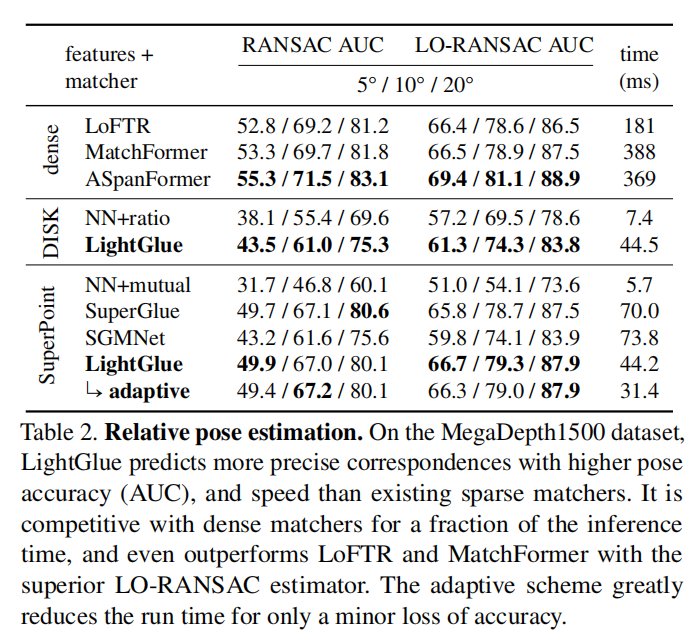 features + matcher RANSAC AUC LO-RANSAC AUC time (ms)
5° / 10° / 20°
dense
LoFTR 52.8 / 69.2 / 81.2 66.4 / 78.6 / 86.5 181
MatchFormer 53.3 / 69.7 / 81.8 66.5 / 78.9 / 87.5 388
ASpanFormer 55.3 / 71.5 / 83.1 69.4 / 81.1 / 88.9 369
DISK
NN+ratio 38.1 / 55.4 / 69.6 57.2 / 69.5 / 78.6 7.4
LightGlue 43.5 / 61.0 / 75.3 61.3 / 74.3 / 83.8 44.5
SuperPoint
NN+mutual 31.7 / 46.8 / 60.1 51.0 / 54.1 / 73.6 5.7
SuperGlue 49.7 / 67.1 / 80.6 65.8 / 78.7 / 87.5 70.0
SGMNet 43.2 / 61.6 / 75.6 59.8 / 74.1 / 83.9 73.8
LightGlue 49.9 / 67.0 / 80.1 66.7 / 79.3 / 87.9 44.2
↳ adaptive 49.4 / 67.2 / 80.1 66.3 / 79.0 / 87.9 31.4
Table 2. Relative pose estimation. On the MegaDepth1500 dataset,
LightGlue predicts more precise correspondences with higher pose
accuracy (AUC), and speed than existing sparse matchers. It is
competitive with dense matchers for a fraction of the inference
time, and even outperforms LoFTR and MatchFormer with the
superior LO-RANSAC estimator. The adaptive scheme greatly
reduces the run time for only a minor loss of accuracy.